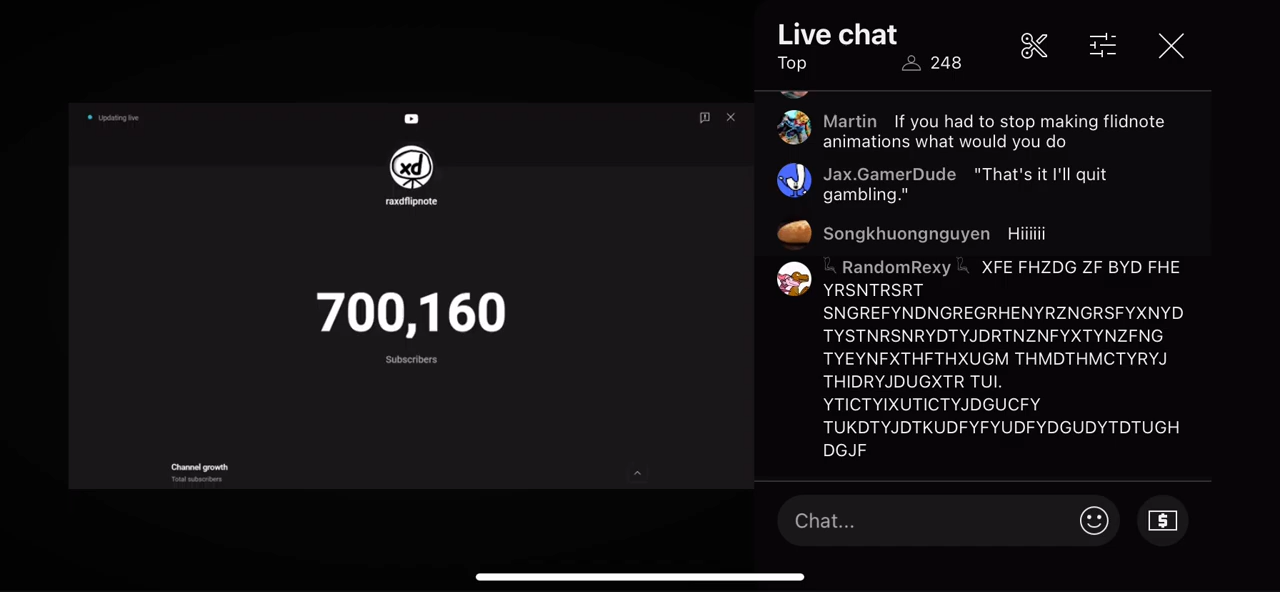 Updating live
xd
raxdflipnote
700,160
Subscribers
Channel growth
Total subscribers
Live chat
Top 248
Martin If you had to stop making flidnote
animations what would you do
Jax.GamerDude "That's it I'll quit
gambling."
Songkhuongnguyen Hiiiiii
🦾 RandomRexy 🦾 XFE FHZDG ZF BYD FHE
YRSNTRSRT
SNGREFYNDNGREGRHENYRZNGRSFYXNYD
TYSTNRSNRYDTYJDRTNZNFYXTYNZFNG
TYEYNFXTHFTHXUGM THMDTHMCTYRYJ
THIDRYJDUGXTR TUI.
YTICTYIXUTICTYJDGUCFY
TUKDTYJDTKUDFYFYUDFYDGUDYTDTUGH
DGJF
Chat...
$